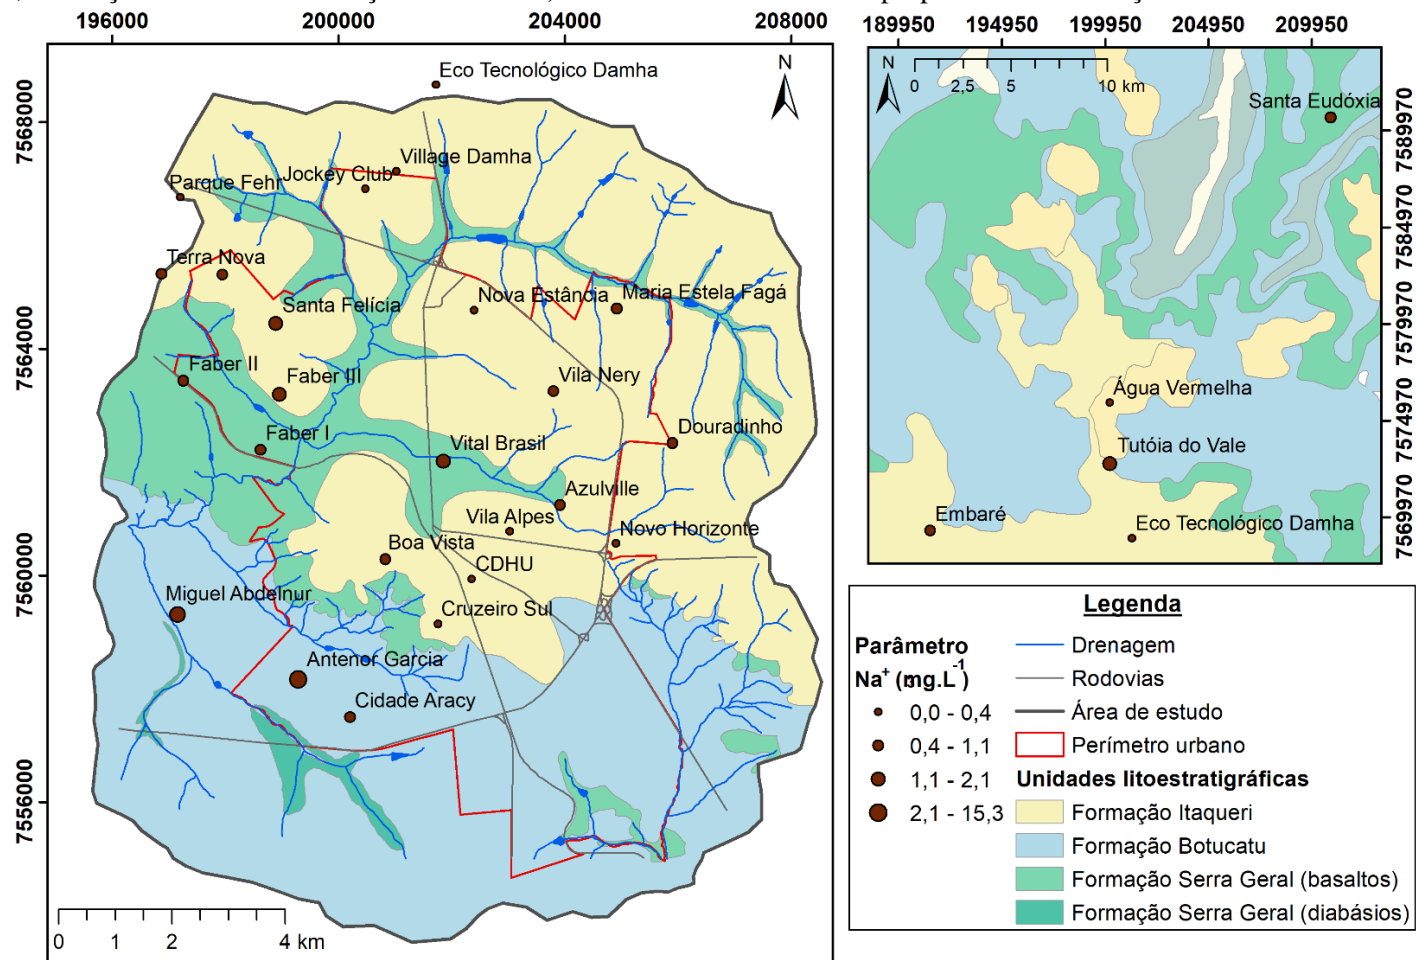 196000
200000
204000
208000
7568000
7564000
7560000
7556000
N
Eco Tecnológico Damha
Village Damha
Jockey Club
Parque Fehr
Terra Nova
Santa Felícia
Nova Estância
Maria Estela Fagá
Faber II
Faber III
Vila Nery
Faber I
Vital Brasil
Douradinho
Azulville
Vila Alpes
Novo Horizonte
Boa Vista
CDHU
Miguel Abdelnur
Cruzeiro Sul
Antenor Garcia
Cidade Aracy
0 1 2 4 km
189950
194950
199950
204950
209950
N
0 2,5 5 10 km
Santa Eudóxia
7589970
7584970
7579970
7574970
7569970
Água Vermelha
Tutóia do Vale
Embaré
Eco Tecnológico Damha
Legenda
Parâmetro
Na⁺ (mg.L⁻¹)
0,0 - 0,4
0,4 - 1,1
1,1 - 2,1
2,1 - 15,3
Drenagem
Rodovias
Área de estudo
Perímetro urbano
Unidades litoestratigráficas
Formação Itaqueri
Formação Botucatu
Formação Serra Geral (basaltos)
Formação Serra Geral (diabásios)